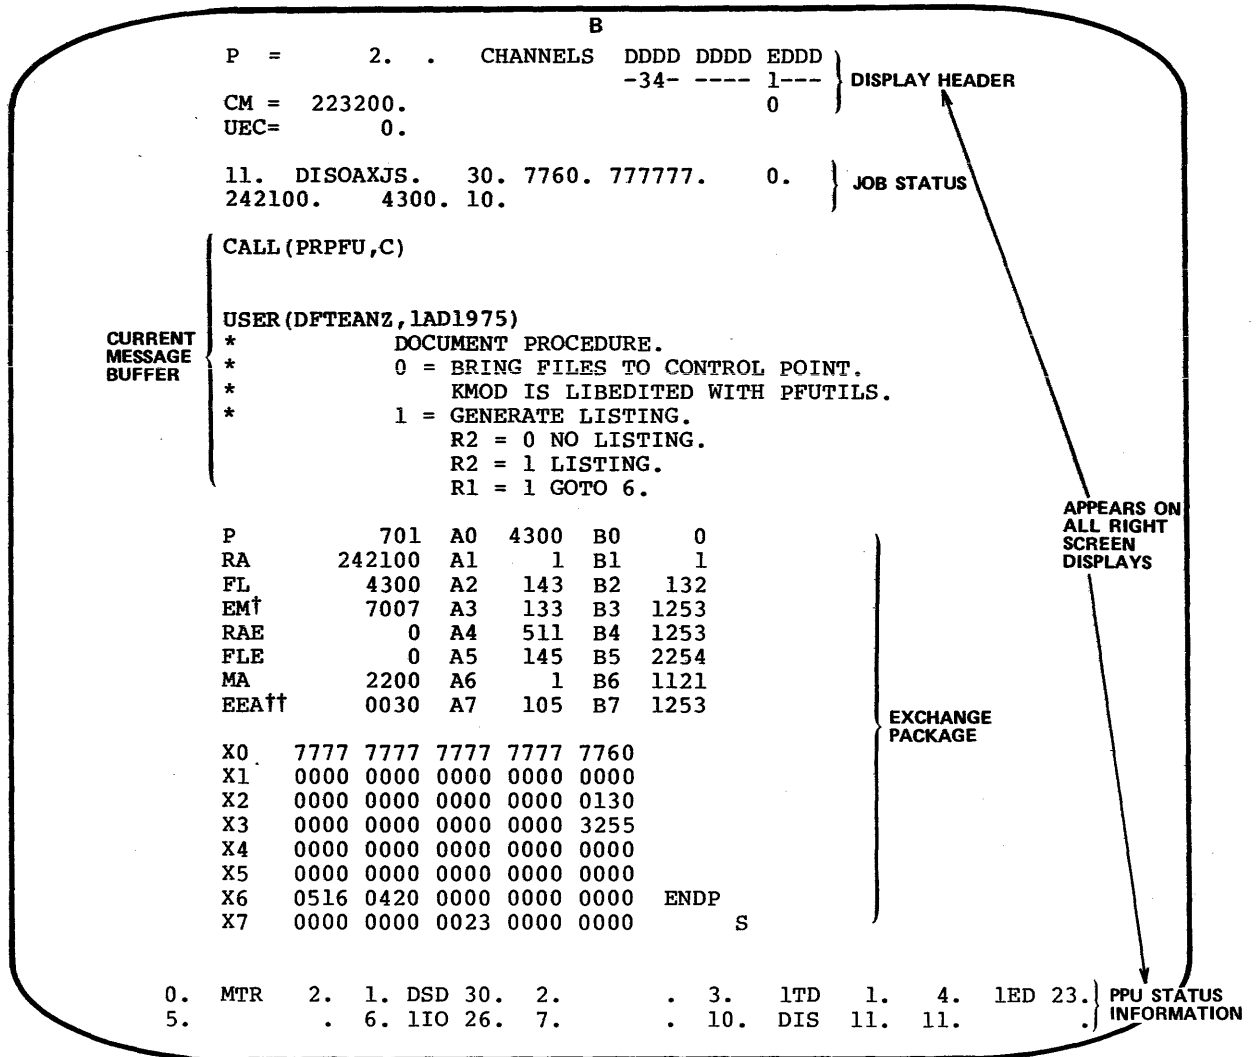 B
P = 2. . CHANNELS DDDD DDDD EDDD
-34- ---- 1---
DISPLAY HEADER
CM = 223200. 0
UEC= 0.
11. DISOAXJS. 30. 7760. 777777. 0.
JOB STATUS
242100. 4300. 10.
CALL(PRPFU,C)
USER(DFTEANZ,1AD1975)
CURRENT MESSAGE BUFFER
* DOCUMENT PROCEDURE.
* 0 = BRING FILES TO CONTROL POINT.
* KMOD IS LIBEDITED WITH PFUTILS.
* 1 = GENERATE LISTING.
R2 = 0 NO LISTING.
R2 = 1 LISTING.
R1 = 1 GOTO 6.
APPEARS ON
ALL RIGHT
SCREEN
DISPLAYS
P 701 A0 4300 B0 0
RA 242100 A1 1 B1 1
FL 4300 A2 143 B2 132
EM† 7007 A3 133 B3 1253
RAE 0 A4 511 B4 1253
FLE 0 A5 145 B5 2254
MA 2200 A6 1 B6 1121
EEA†† 0030 A7 105 B7 1253
EXCHANGE
PACKAGE
X0 7777 7777 7777 7777 7760
X1 0000 0000 0000 0000 0000
X2 0000 0000 0000 0000 0130
X3 0000 0000 0000 0000 3255
X4 0000 0000 0000 0000 0000
X5 0000 0000 0000 0000 0000
X6 0516 0420 0000 0000 0000 ENDP
X7 0000 0000 0023 0000 0000 S
0. MTR 2. 1. DSD 30. 2. . 3. 1TD 1. 4. 1ED 23.
5. . 6. 1IO 26. 7. . 10. DIS 11. 11. .
PPU STATUS
INFORMATION